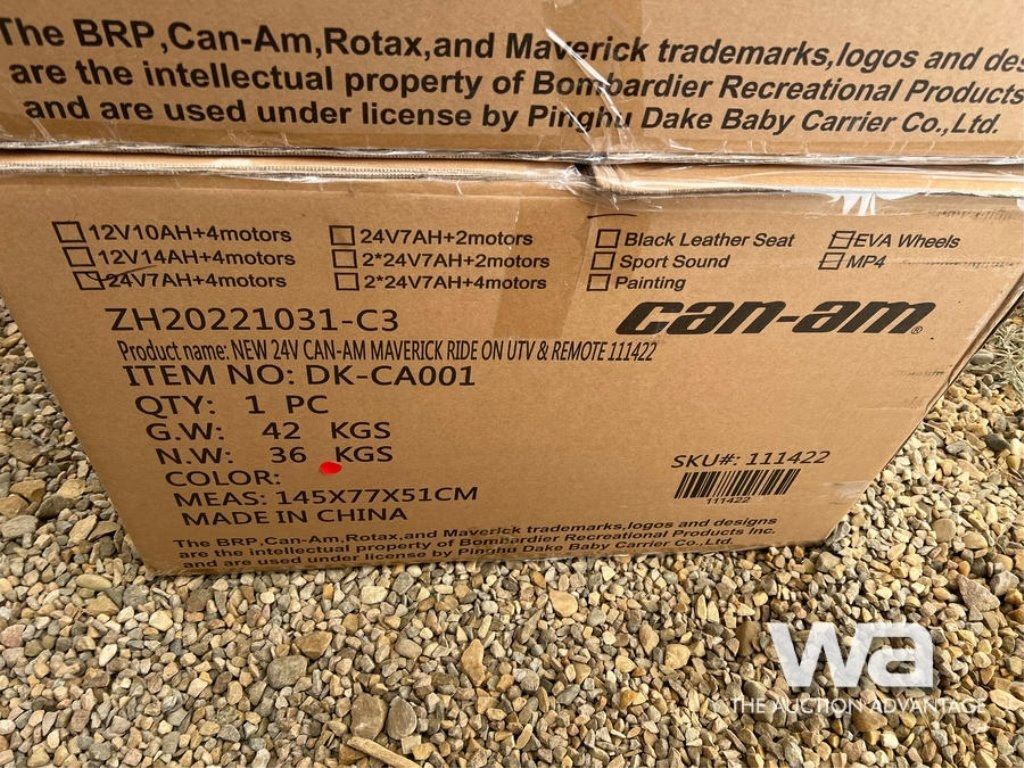 The BRP,Can-Am,Rotax,and Maverick trademarks,logos and des
are the intellectual property of Bombardier Recreational Products
and are used under license by Pinghu Dake Baby Carrier Co.,Ltd.
12V10AH+4motors 24V7AH+2motors Black Leather Seat EVA Wheels
12V14AH+4motors 2*24V7AH+2motors Sport Sound MP4
24V7AH+4motors 2*24V7AH+4motors Painting
ZH20221031-C3
can-am®
Product name: NEW 24V CAN-AM MAVERICK RIDE ON UTV & REMOTE 111422
ITEM NO: DK-CA001
QTY: 1 PC
G.W: 42 KGS
N.W: 36 KGS
COLOR:
MEAS: 145X77X51CM
MADE IN CHINA
SKU#: 111422
111422
The BRP,Can-Am,Rotax,and Maverick trademarks,logos and designs
are the intellectual property of Bombardier Recreational Products Inc.
and are used under license by Pinghu Dake Baby Carrier Co.,Ltd.
wa
THE AUCTION ADVANTAGE